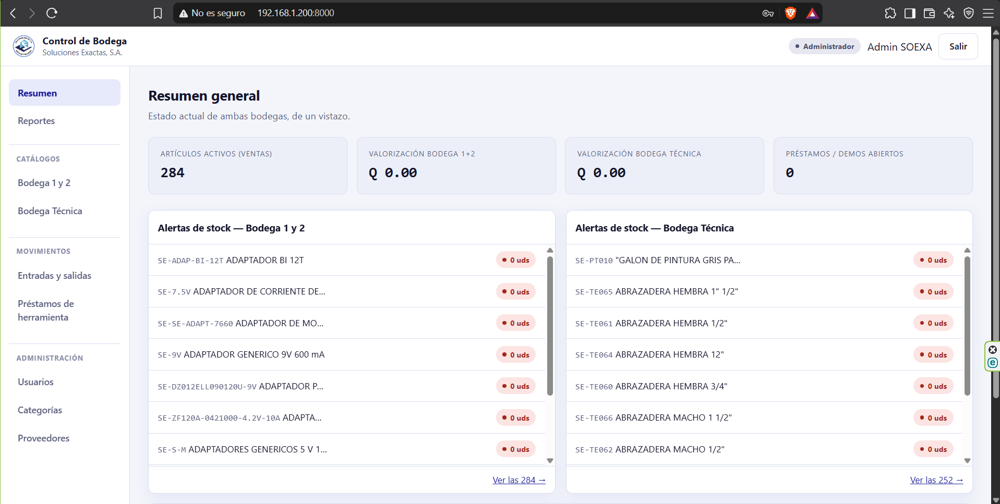 No es seguro 192.168.1.200:8000
Control de Bodega
Soluciones Exactas, S.A.
Administrador
Admin SOEXA
Salir
Resumen
Reportes
CATÁLOGOS
Bodega 1 y 2
Bodega Técnica
MOVIMIENTOS
Entradas y salidas
Préstamos de
herramienta
ADMINISTRACIÓN
Usuarios
Categorías
Proveedores
Resumen general
Estado actual de ambas bodegas, de un vistazo.
ARTÍCULOS ACTIVOS (VENTAS)
284
VALORIZACIÓN BODEGA 1+2
Q 0.00
VALORIZACIÓN BODEGA TÉCNICA
Q 0.00
PRÉSTAMOS / DEMOS ABIERTOS
0
Alertas de stock — Bodega 1 y 2
SE-ADAP-BI-12T ADAPTADOR BI 12T 0 uds
SE-7.5V ADAPTADOR DE CORRIENTE DE... 0 uds
SE-SE-ADAPT-7660 ADAPTADOR DE MO... 0 uds
SE-9V ADAPTADOR GENERICO 9V 600 mA 0 uds
SE-DZ012ELL090120U-9V ADAPTADOR P... 0 uds
SE-ZF120A-0421000-4.2V-10A ADAPTA... 0 uds
SE-S-M ADAPTADORES GENERICOS 5 V 1... 0 uds
Ver las 284 →
Alertas de stock — Bodega Técnica
SE-PT010 "GALON DE PINTURA GRIS PA... 0 uds
SE-TE065 ABRAZADERA HEMBRA 1" 1/2" 0 uds
SE-TE061 ABRAZADERA HEMBRA 1/2" 0 uds
SE-TE064 ABRAZADERA HEMBRA 12" 0 uds
SE-TE060 ABRAZADERA HEMBRA 3/4" 0 uds
SE-TE066 ABRAZADERA MACHO 1 1/2" 0 uds
SE-TE062 ABRAZADERA MACHO 1/2" 0 uds
Ver las 252 →